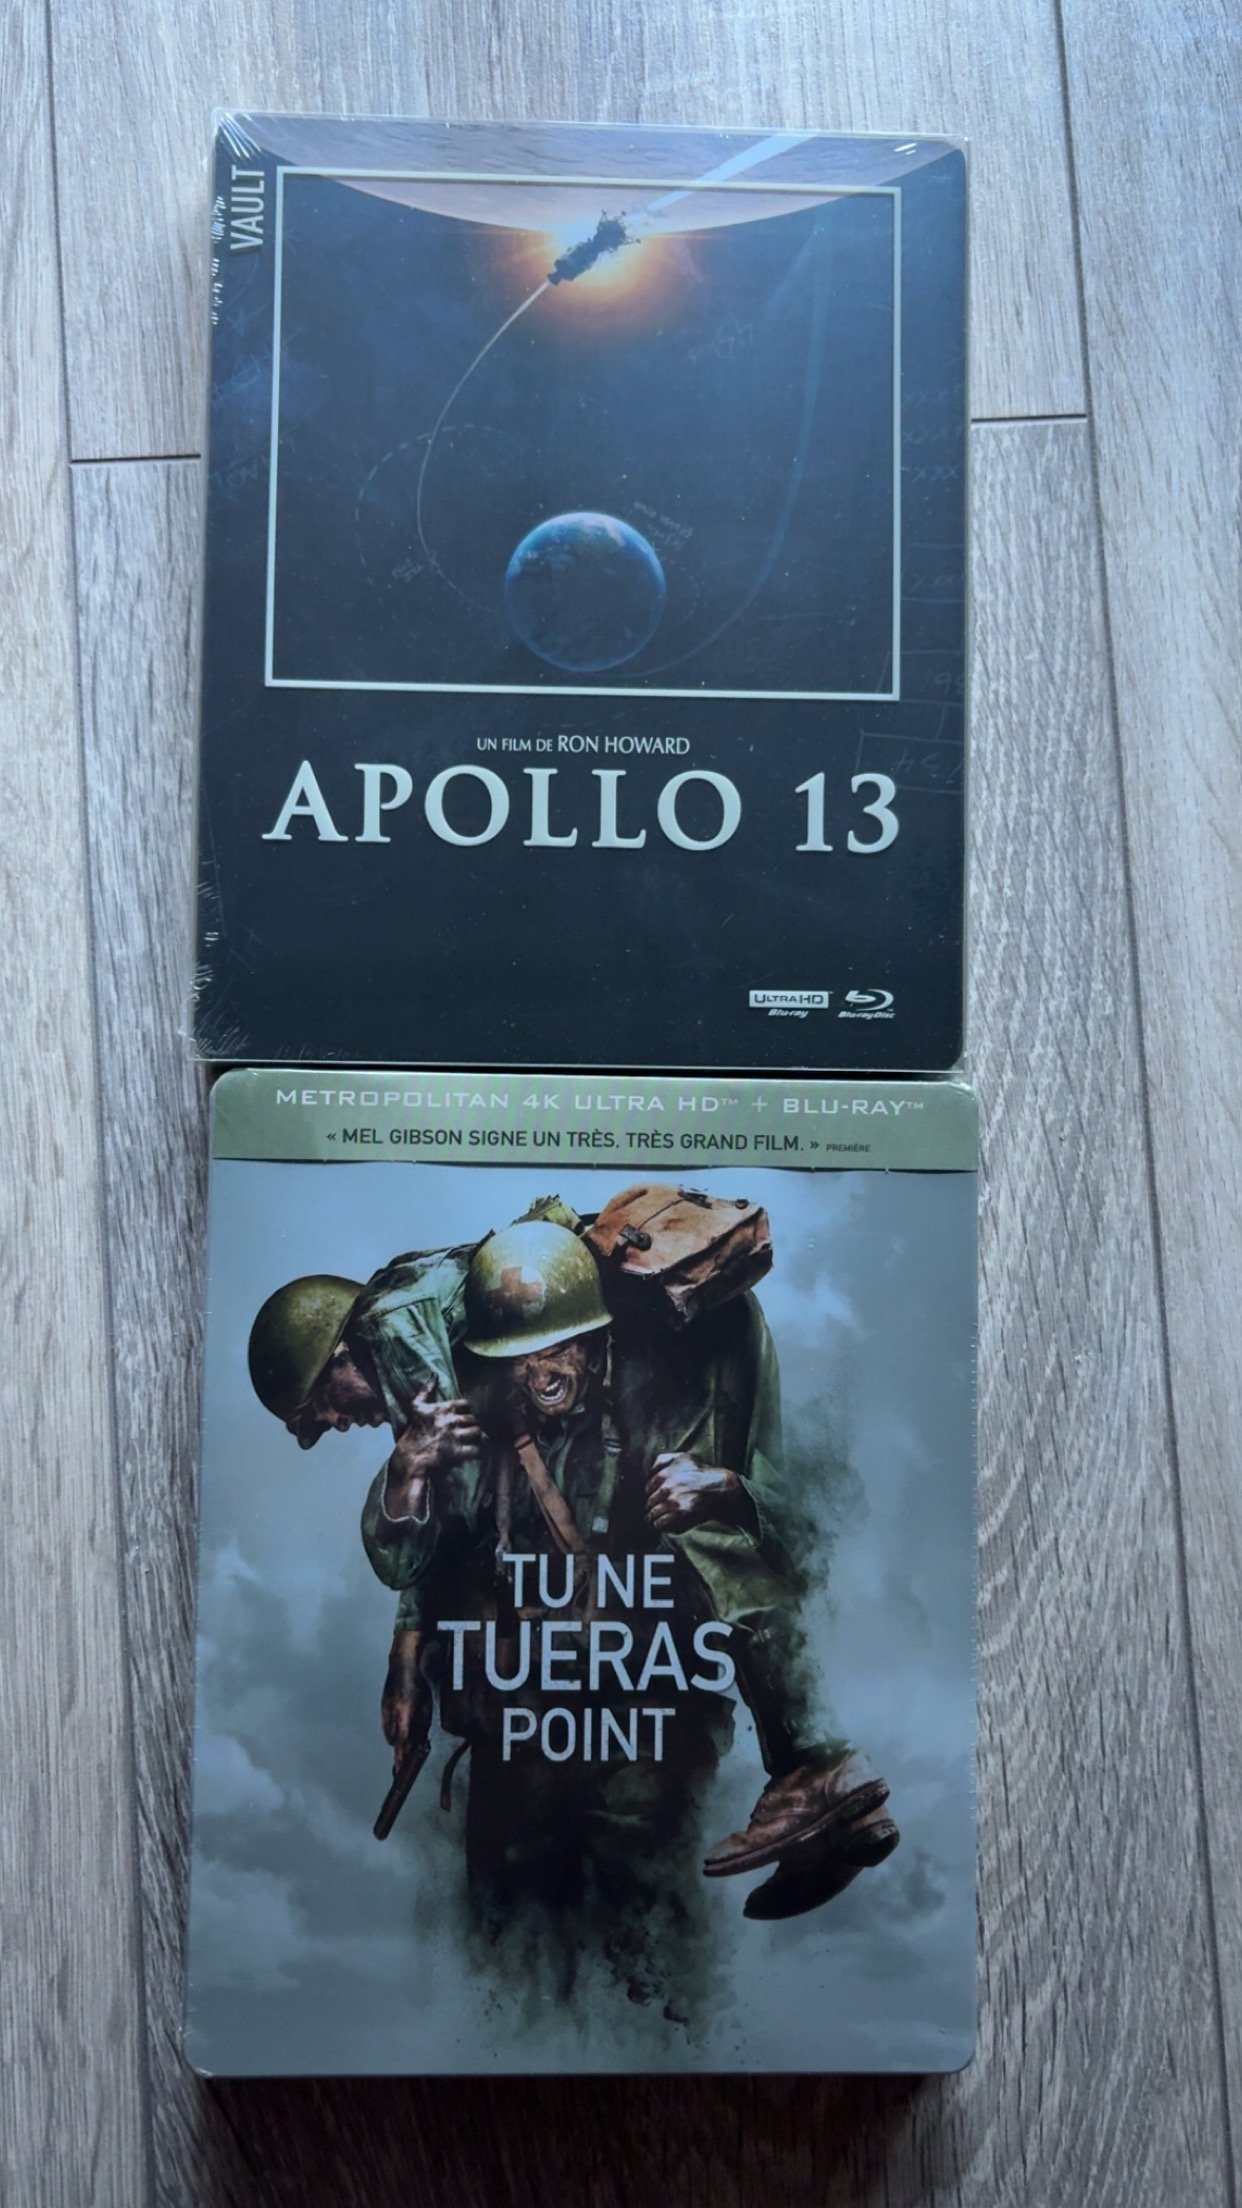 VAULT
UN FILM DE RON HOWARD
APOLLO 13
ULTRA HD Blu-ray
Blu-ray Disc
METROPOLITAN 4K ULTRA HD™ + BLU-RAY™
« MEL GIBSON SIGNE UN TRÈS, TRÈS GRAND FILM. » PREMIÈRE
TU NE
TUERAS
POINT